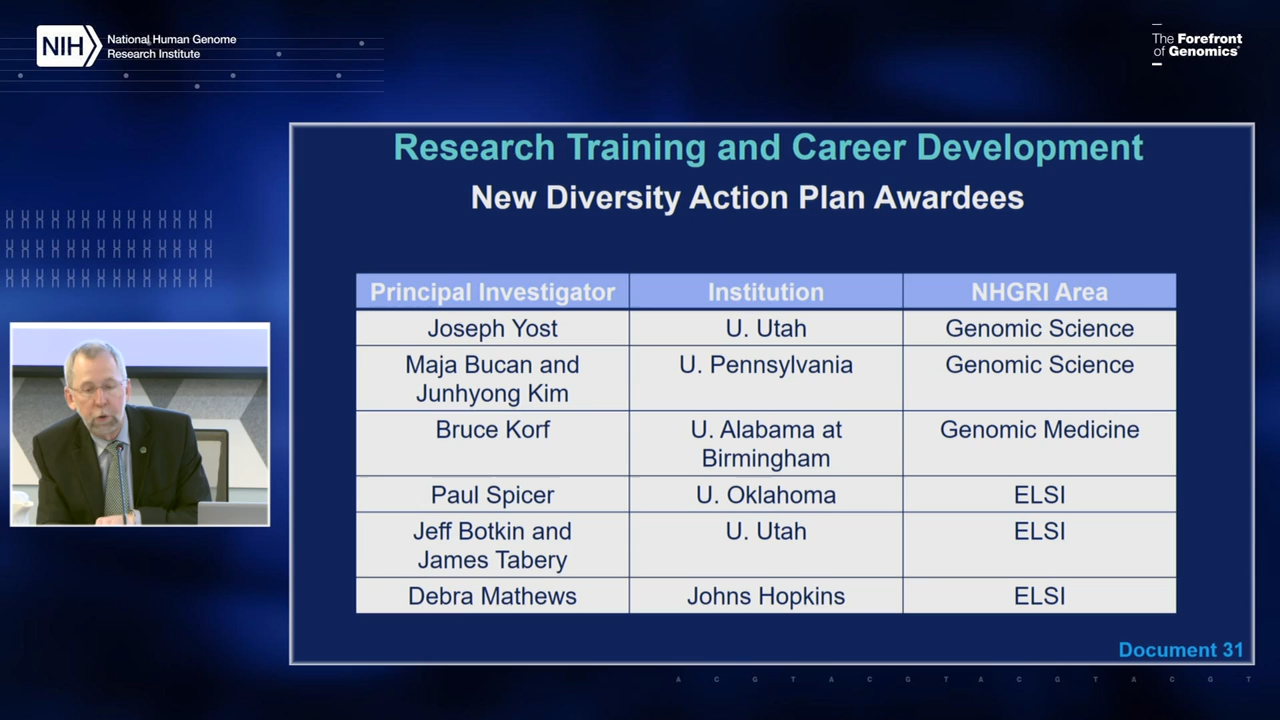 NIH
National Human Genome
Research Institute
The Forefront
of Genomics®
Research Training and Career Development
New Diversity Action Plan Awardees
Principal Investigator Institution NHGRI Area
Joseph Yost U. Utah Genomic Science
Maja Bucan and U. Pennsylvania Genomic Science
Junhyong Kim
Bruce Korf U. Alabama at Genomic Medicine
Birmingham
Paul Spicer U. Oklahoma ELSI
Jeff Botkin and U. Utah ELSI
James Tabery
Debra Mathews Johns Hopkins ELSI
Document 31
A C G T A C G T A C G T A C G T